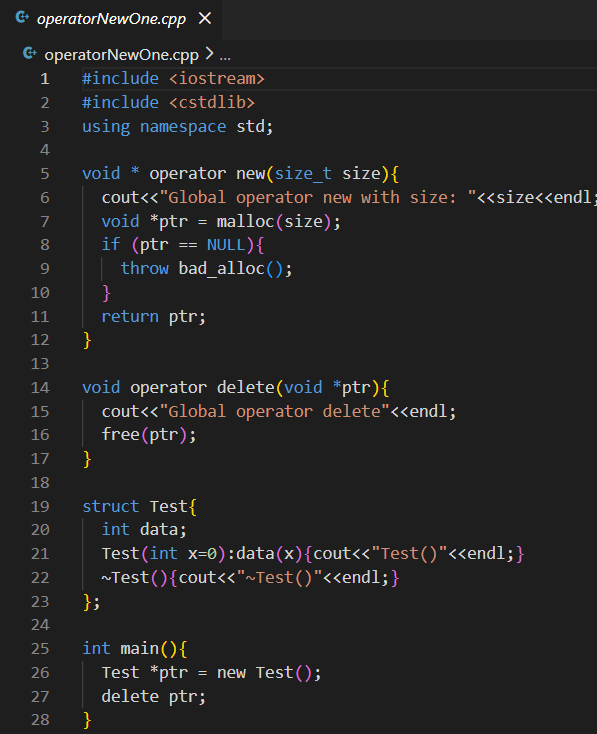 operatorNewOne.cpp ×
operatorNewOne.cpp > ...
1 #include <iostream>
2 #include <cstdlib>
3 using namespace std;
4
5 void * operator new(size_t size){
6 cout<<"Global operator new with size: "<<size<<endl;
7 void *ptr = malloc(size);
8 if (ptr == NULL){
9 throw bad_alloc();
10 }
11 return ptr;
12 }
13
14 void operator delete(void *ptr){
15 cout<<"Global operator delete"<<endl;
16 free(ptr);
17 }
18
19 struct Test{
20 int data;
21 Test(int x=0):data(x){cout<<"Test()"<<endl;}
22 ~Test(){cout<<"~Test()"<<endl;}
23 };
24
25 int main(){
26 Test *ptr = new Test();
27 delete ptr;
28 }